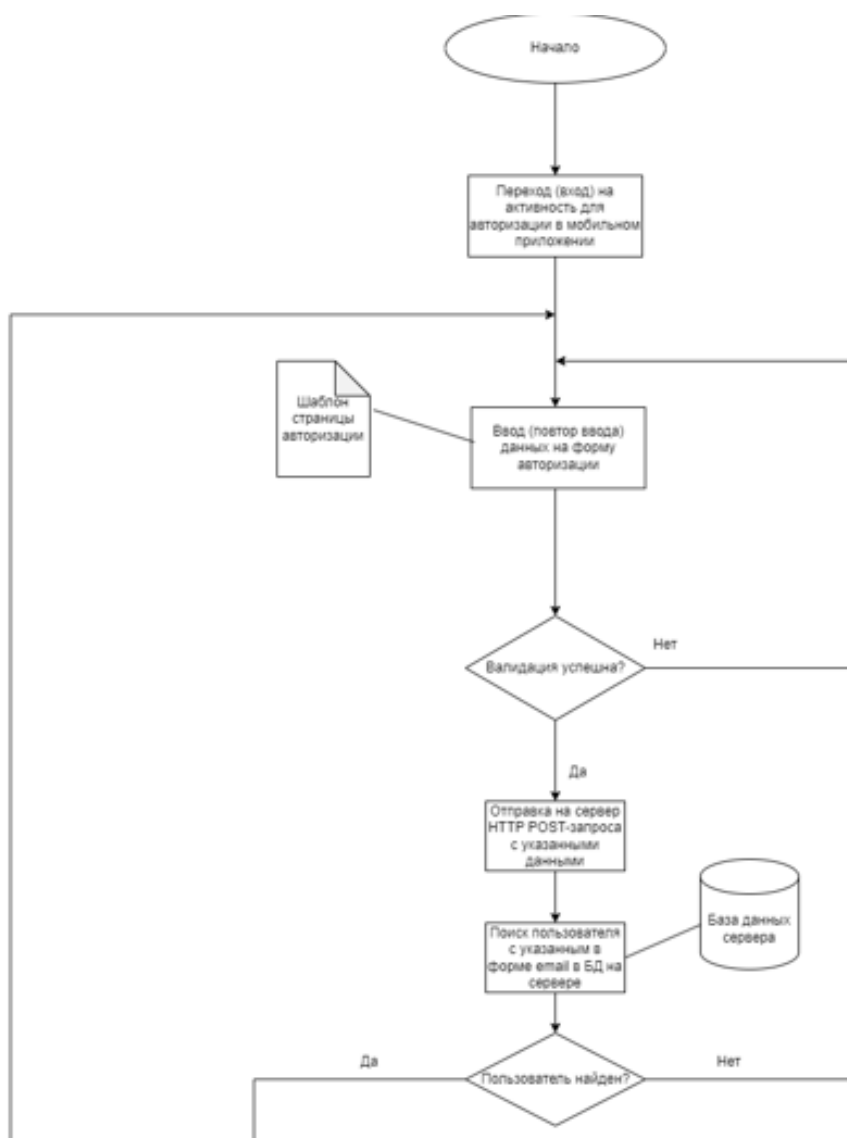 Начало
Переход (вход) на
активность для
авторизации в мобильном
приложении
Шаблон
страницы
авторизации
Ввод (повтор ввода)
данных на форму
авторизации
Валидация успешна?
Нет
Да
Отправка на сервер
HTTP POST-запроса
с указанными
данными
База данных
сервера
Поиск пользователя
с указанным в
форме email в БД на
сервере
Да
Пользователь найден?
Нет